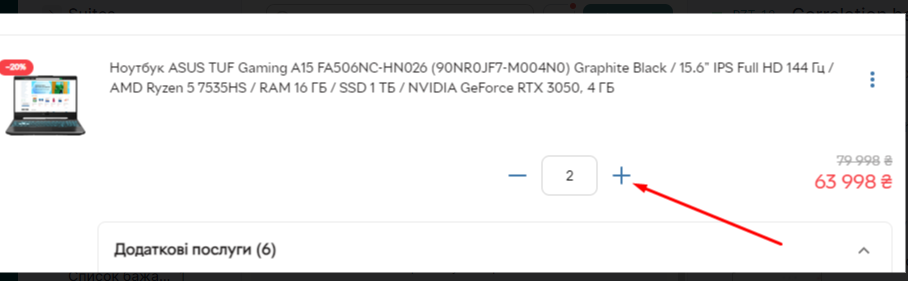 Suites
-20%
Ноутбук ASUS TUF Gaming A15 FA506NC-HN026 (90NR0JF7-M004N0) Graphite Black / 15.6" IPS Full HD 144 Гц /
AMD Ryzen 5 7535HS / RAM 16 ГБ / SSD 1 ТБ / NVIDIA GeForce RTX 3050, 4 ГБ
79 998 ₴
2
63 998 ₴
Додаткові послуги (6)